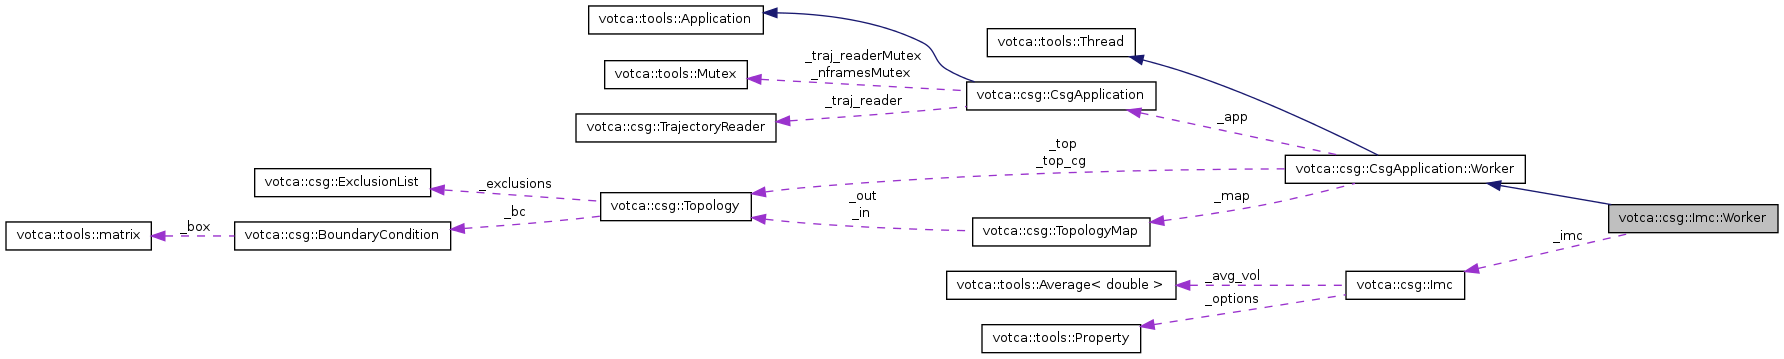 votca::tools::Application
votca::tools::Thread
_traj_readerMutex
_nframesMutex
votca::tools::Mutex
votca::csg::CsgApplication
_traj_reader
votca::csg::TrajectoryReader
_app
_top
_top_cg
votca::csg::CsgApplication::Worker
votca::csg::ExclusionList
_exclusions
votca::csg::Topology
_out
_in
_map
votca::csg::Imc::Worker
_bc
votca::tools::matrix
_box
votca::csg::BoundaryCondition
votca::csg::TopologyMap
_imc
votca::tools::Average< double >
_avg_vol
votca::csg::Imc
_options
votca::tools::Property